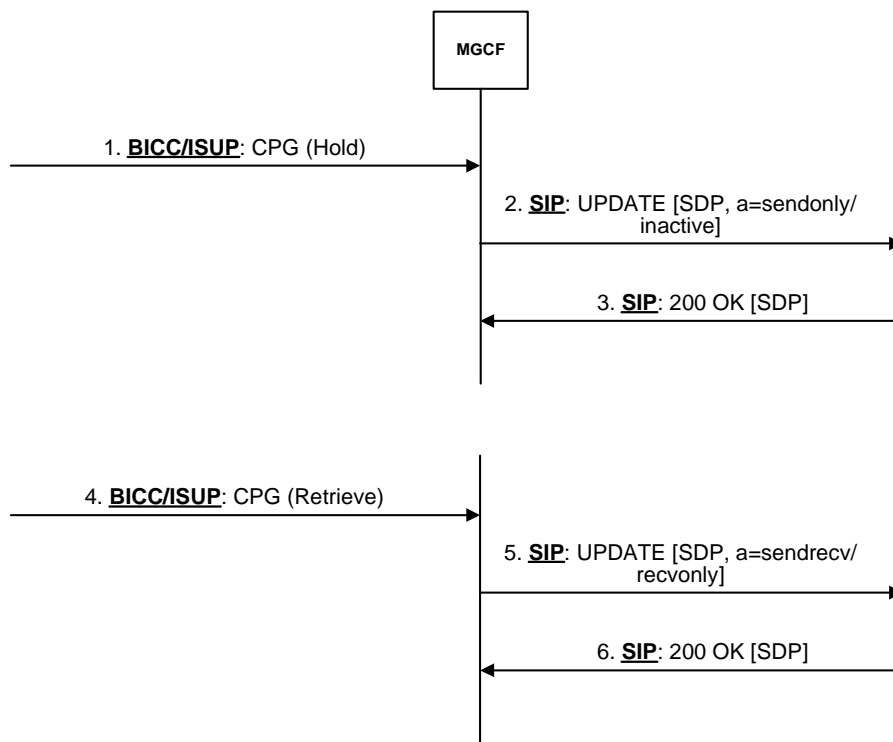 MGCF
1. BICC/ISUP: CPG (Hold)
2. SIP: UPDATE [SDP, a=sendonly/
inactive]
3. SIP: 200 OK [SDP]
4. BICC/ISUP: CPG (Retrieve)
5. SIP: UPDATE [SDP, a=sendrecv/
recvonly]
6. SIP: 200 OK [SDP]